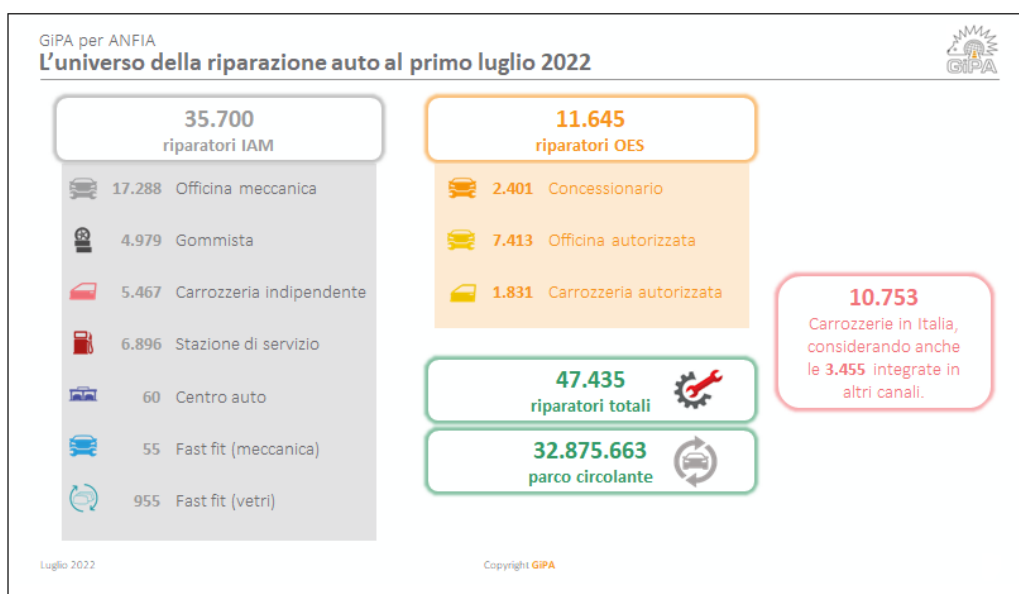 GiPA per ANFIA
L'universo della riparazione auto al primo luglio 2022
GiPA
35.700
riparatori IAM
17.288 Officina meccanica
4.979 Gommista
5.467 Carrozzeria indipendente
6.896 Stazione di servizio
60 Centro auto
55 Fast fit (meccanica)
955 Fast fit (vetri)
11.645
riparatori OES
2.401 Concessionario
7.413 Officina autorizzata
1.831 Carrozzeria autorizzata
47.435
riparatori totali
32.875.663
parco circolante
10.753
Carrozzerie in Italia,
considerando anche
le 3.455 integrate in
altri canali.
Luglio 2022
Copyright GiPA